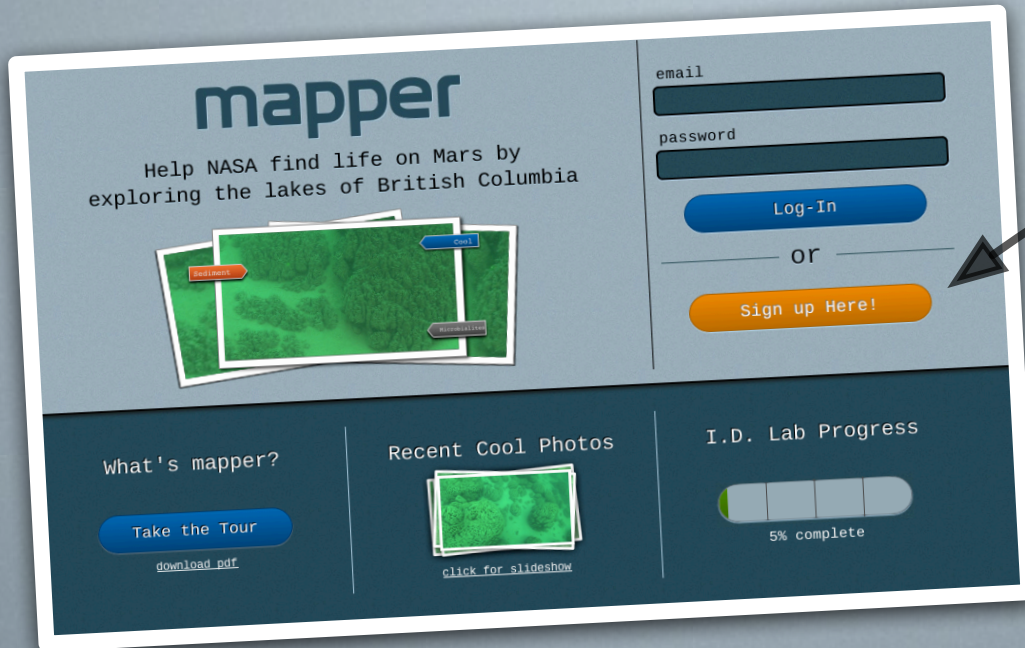 mapper
Help NASA find life on Mars by
exploring the lakes of British Columbia
Sediment
Cool
Microbialites
email
password
Log-In
or
Sign up Here!
What's mapper?
Take the Tour
download pdf
Recent Cool Photos
click for slideshow
I.D. Lab Progress
5% complete